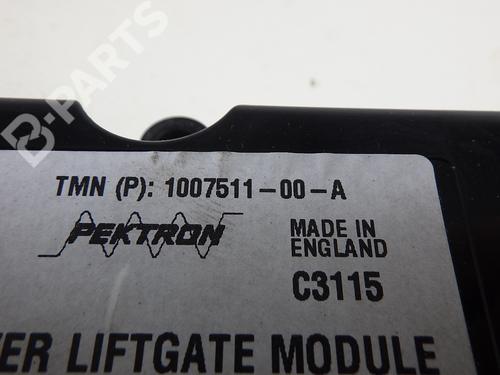 B-PARTS
TMN (P): 1007511-00-A
PEKTRON
MADE IN
ENGLAND
C3115
LIFTGATE MODULE